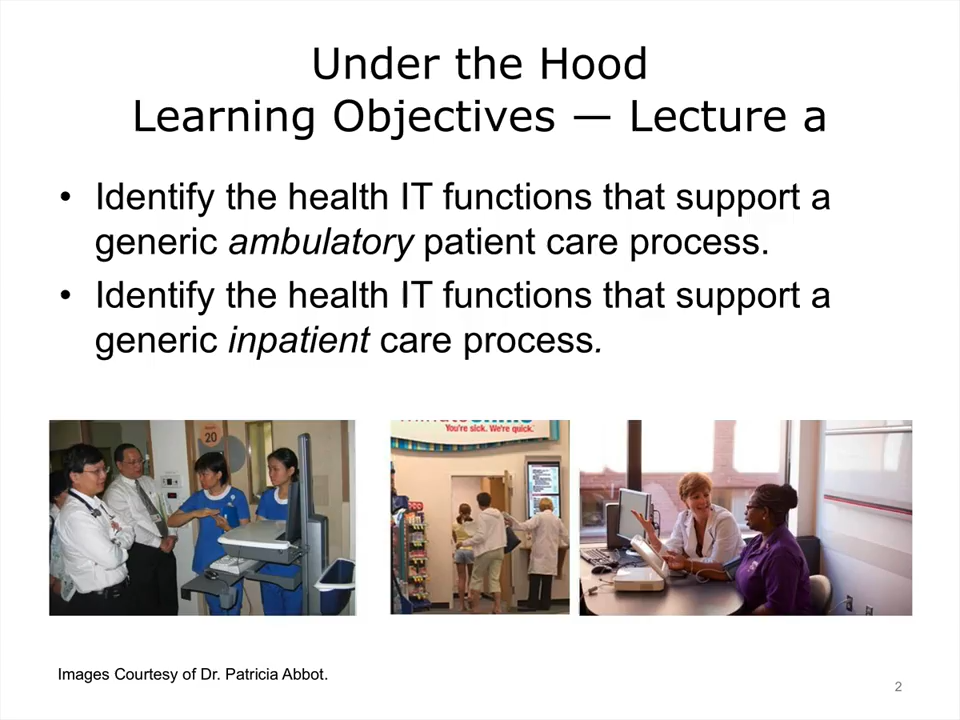 Under the Hood
Learning Objectives — Lecture a
• Identify the health IT functions that support a
generic ambulatory patient care process.
• Identify the health IT functions that support a
generic inpatient care process.
20
You're sick. We're quick.
Images Courtesy of Dr. Patricia Abbot.
2